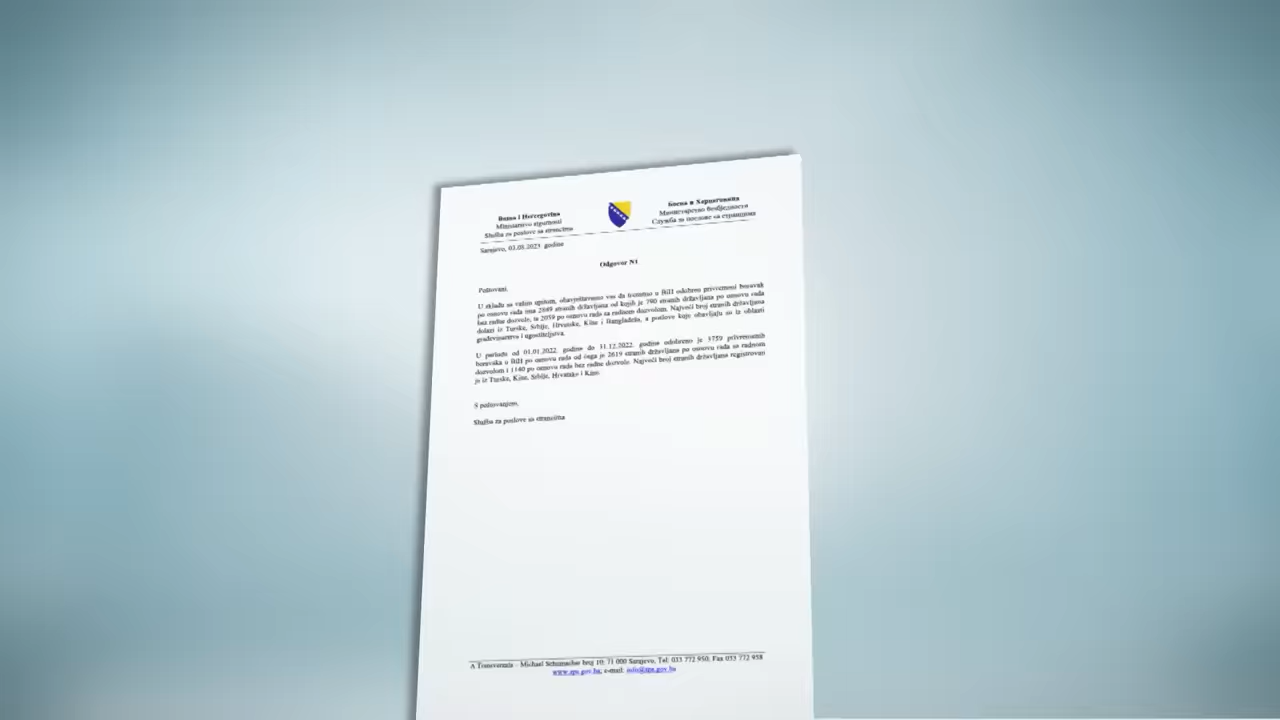 Bosna i Hercegovina
Ministarstvo sigurnosti
Služba za poslove sa strancima
Босна и Херцеговина
Министарство безбједности
Служба за послове са странцима
Sarajevo, 03.08.2023. godine
Odgovor N1
Poštovani,
U skladu sa vašim upitom, obavještavamo vas da trenutno u BiH odobren privremeni boravak
po osnovu rada ima 2849 stranih državljana od kojih je 790 stranih državljana po osnovu rada
bez radne dozvole, te 2059 po osnovu rada sa radnom dozvolom. Najveći broj stranih državljana
dolazi iz Turske, Srbije, Hrvatske, Kine i Bangladeša, a poslove koje obavljaju su iz oblasti
građevinarstva i ugostiteljstva.
U periodu od 01.01.2022. godine do 31.12.2022. godine odobreno je 3759 privremenih
boravaka u BiH po osnovu rada od čega je 2619 stranih državljana po osnovu rada sa radnom
dozvolom i 1140 po osnovu rada bez radne dozvole. Najveći broj stranih državljana registrovan
je iz Turske, Kine, Srbije, Hrvatske i Kine.
S poštovanjem,
Služba za poslove sa strancima
Michael Schumacher broj 10; 71 000 Sarajevo, Tel: 033 772 950; Fax 033 772 958
www.sps.gov.ba; e-mail: info@sps.gov.ba